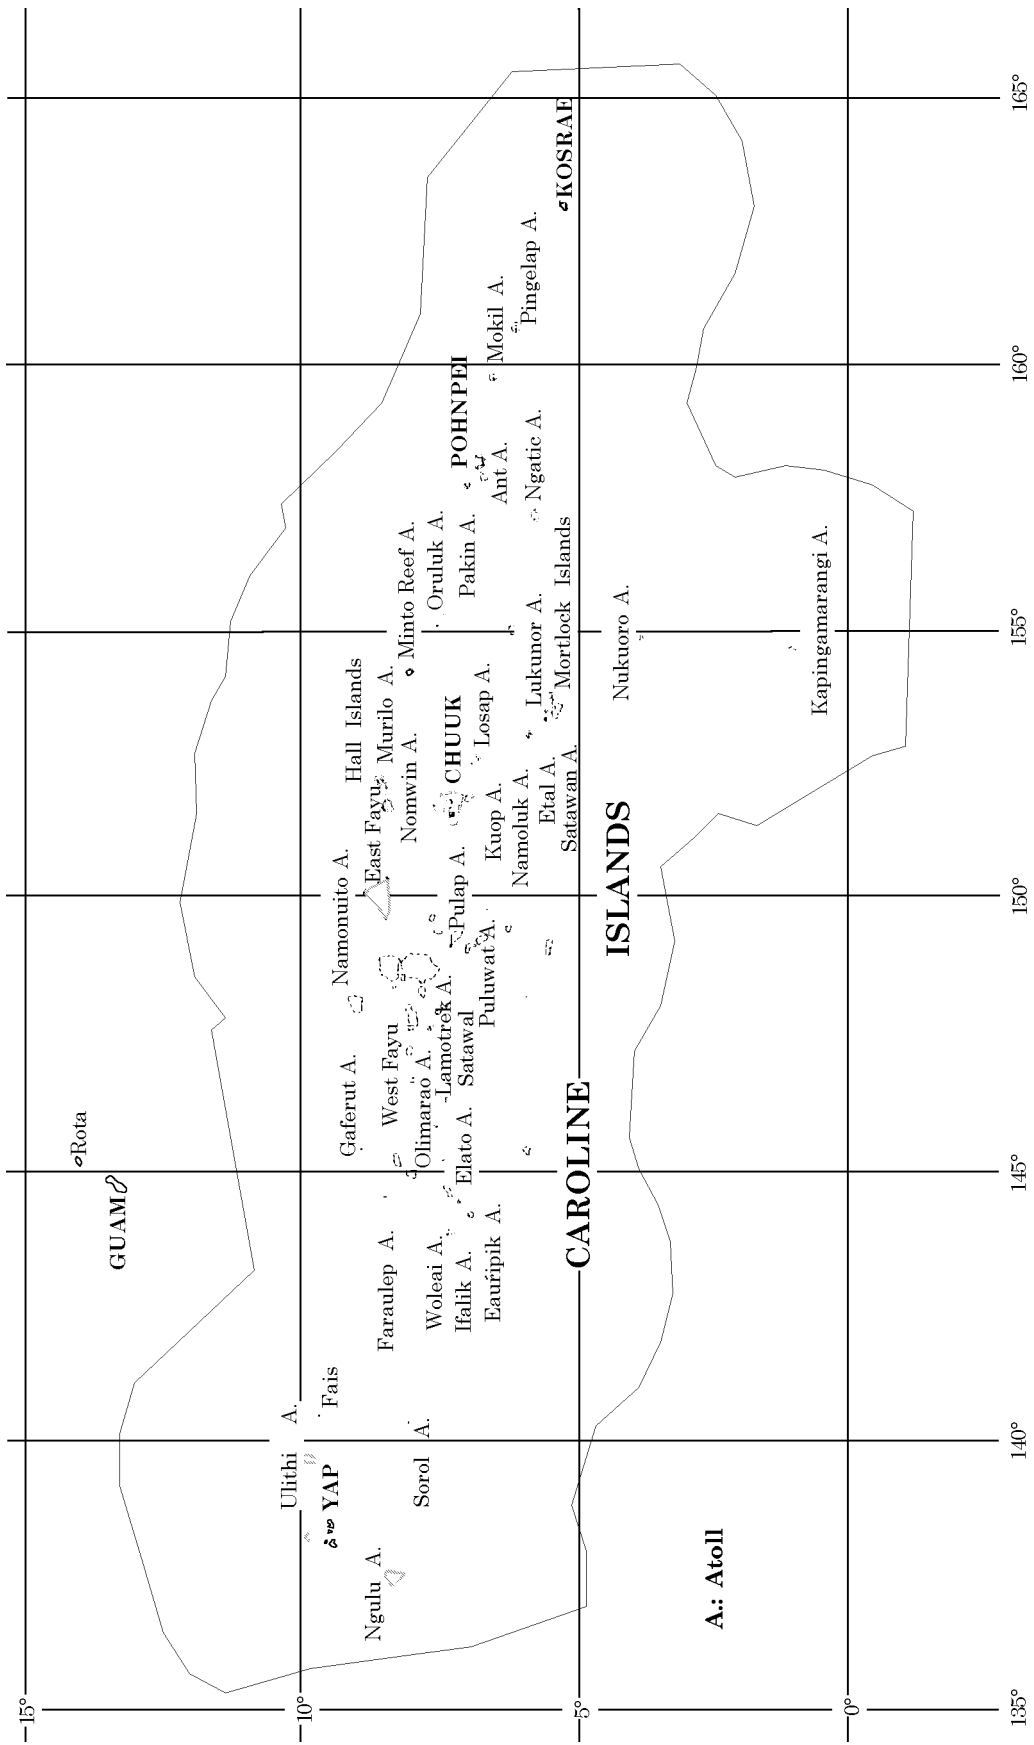 15°
10°
5°
0°
135°
140°
145°
150°
155°
160°
165°
GUAM
Rota
Ulithi A.
Fais
YAP
Ngulu A.
Sorol A.
Gaferut A.
Faraulep A.
West Fayu
Olimarao A.
Woleai A.
Ifalik A.
Eauripik A.
Elato A.
Lamotrek A.
Satawal
Namonuito A.
East Fayu
Hall Islands
Murilo A.
Nomwin A.
Pulap A.
Puluwat A.
CHUUK
Losap A.
Kuop A.
Namoluk A.
Etal A.
Satawan A.
Lukunor A.
Mortlock Islands
Minto Reef A.
Oruluk A.
Pakin A.
POHNPEI
Ant A.
Ngatic A.
Mokil A.
Pingelap A.
KOSRAE
Nukuoro A.
Kapingamarangi A.
CAROLINE ISLANDS
A.: Atoll